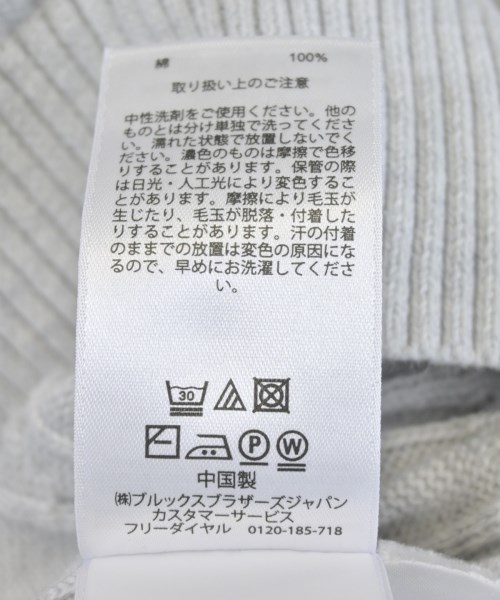 綿 100%
取り扱い上のご注意
中性洗剤をご使用ください。他の
ものとは分け単独で洗ってくださ
い。濡れた状態で放置しないでく
ださい。濃色のものは摩擦で色移
りすることがあります。保管の際
は日光・人工光により変色するこ
とがあります。摩擦により毛玉が
生じたり、毛玉が脱落・付着した
りすることがあります。汗の付着
のままでの放置は変色の原因にな
るので、早めにお洗濯してくださ
い。
30
P W
中国製
㈱ブルックスブラザーズジャパン
カスタマーサービス
フリーダイヤル 0120-185-718